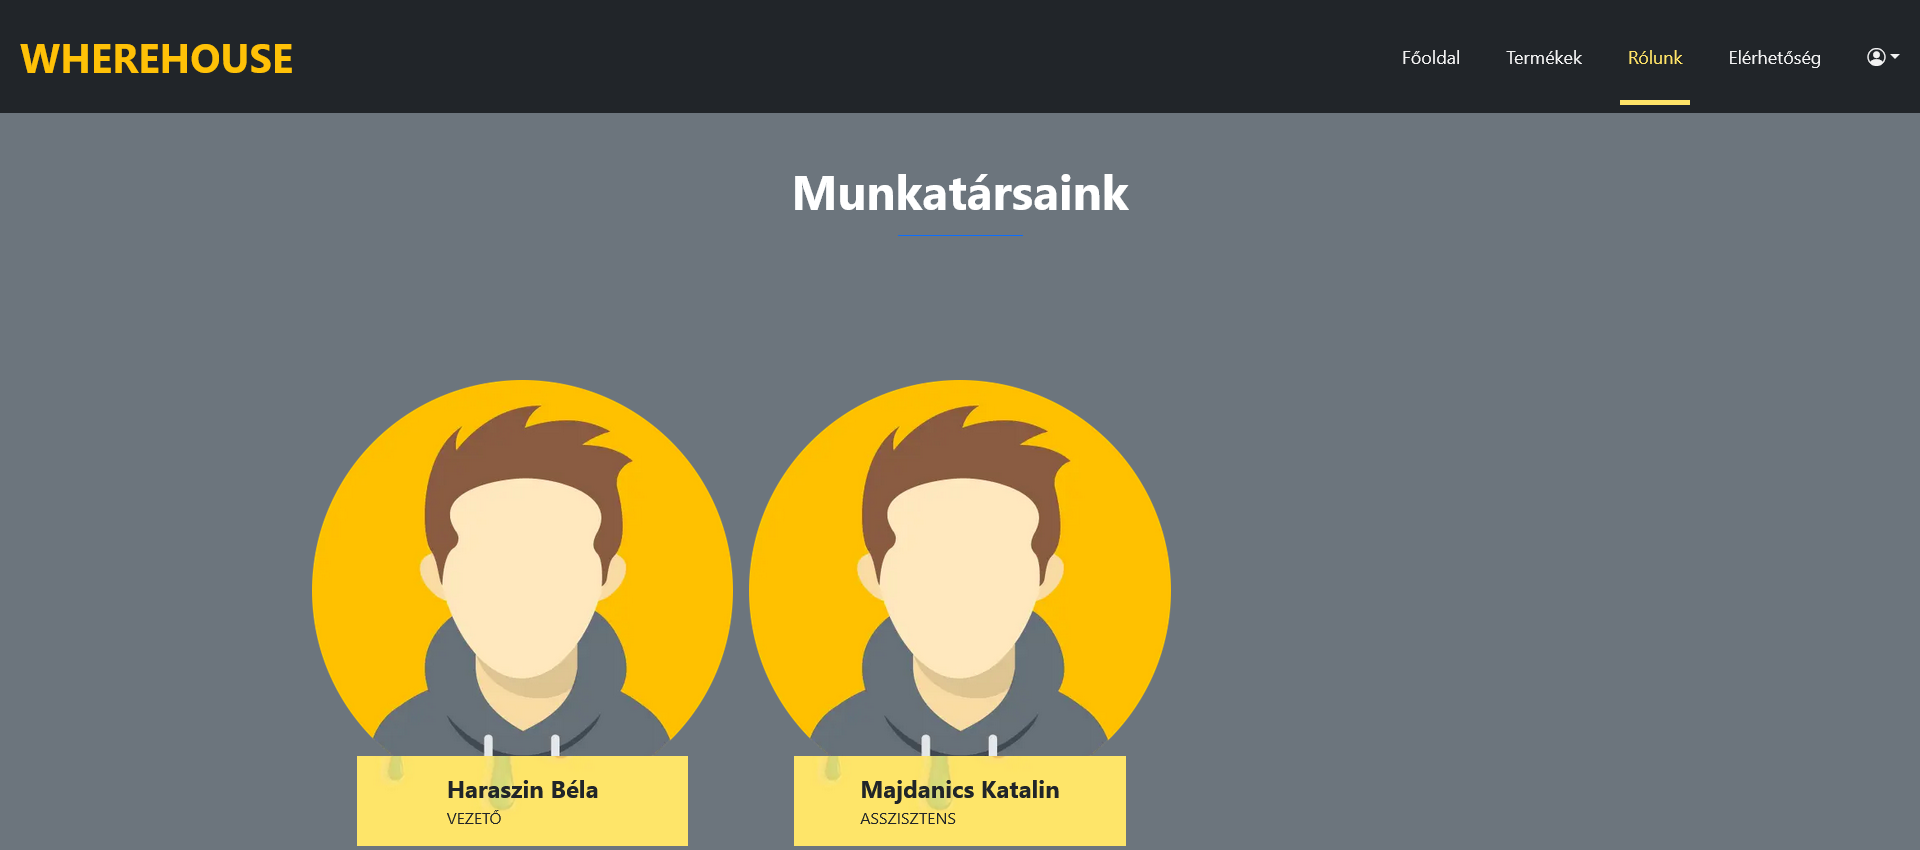 WHEREHOUSE
Főoldal
Termékek
Rólunk
Elérhetőség
Munkatársaink
Haraszin Béla
VEZETŐ
Majdanics Katalin
ASSZISZTENS